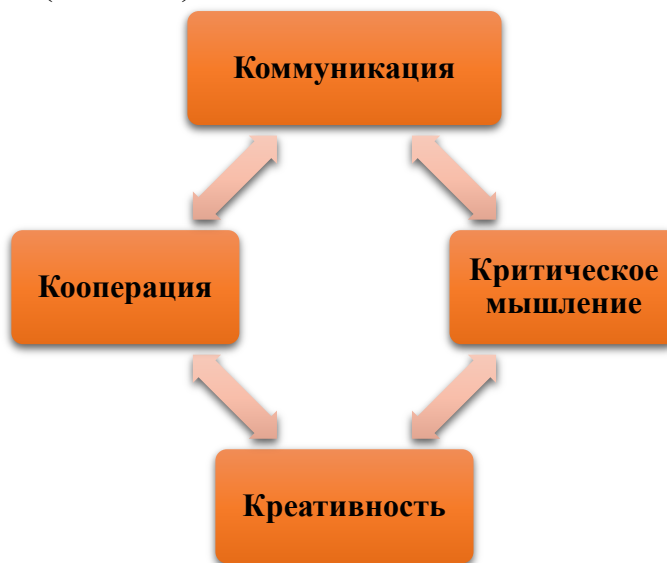 Коммуникация
Кооперация
Критическое
мышление
Креативность